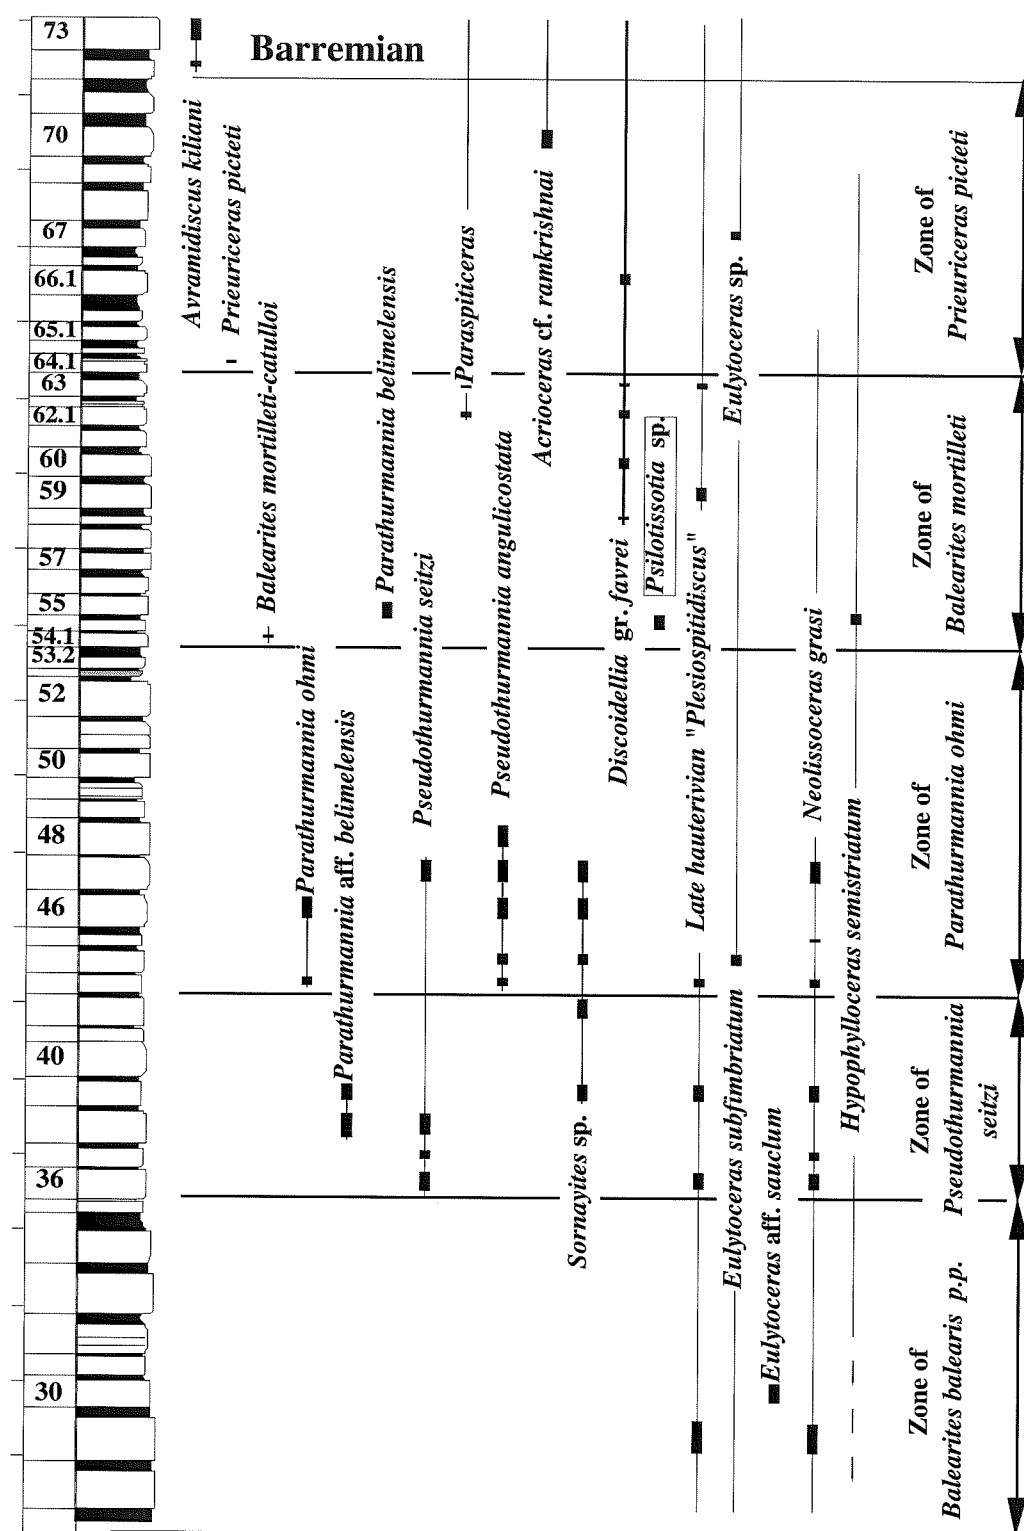 Barremian
73
70
67
66.1
65.1
64.1
63
62.1
60
59
57
55
54.1
53.2
52
50
48
46
40
36
30
Avramidiscus kiliani
Prieuriceras picteti
Balearites mortilleti-catulloi
Parathurmannia ohmi
Parathurmannia aff. belimelensis
Parathurmannia belimelensis
Pseudothurmannia seitzi
Paraspiticeras
Pseudothurmannia angulicostata
Acrioceras cf. ramkrishnai
Sornayites sp.
Discoidellia gr. favrei
Psilotissotia sp.
Late hauterivian "Plesiospitidiscus"
Eulytoceras sp.
Eulytoceras subfimbriatum
Eulytoceras aff. sauclum
Neolissoceras grasi
Hypophylloceras semistriatum
Zone of
Prieuriceras picteti
Zone of
Balearites mortilleti
Zone of
Parathurmannia ohmi
Zone of
Pseudothurmannia
seitzi
Zone of
Balearites balearis p.p.